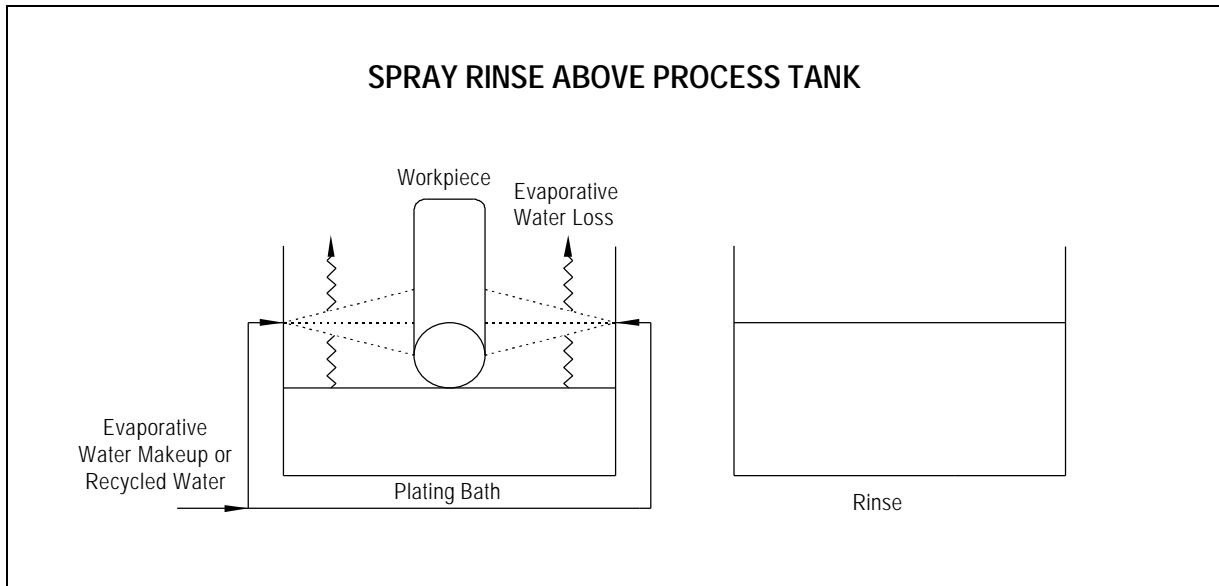 SPRAY RINSE ABOVE PROCESS TANK
Workpiece
Evaporative
Water Loss
Evaporative
Water Makeup or
Recycled Water
Plating Bath
Rinse